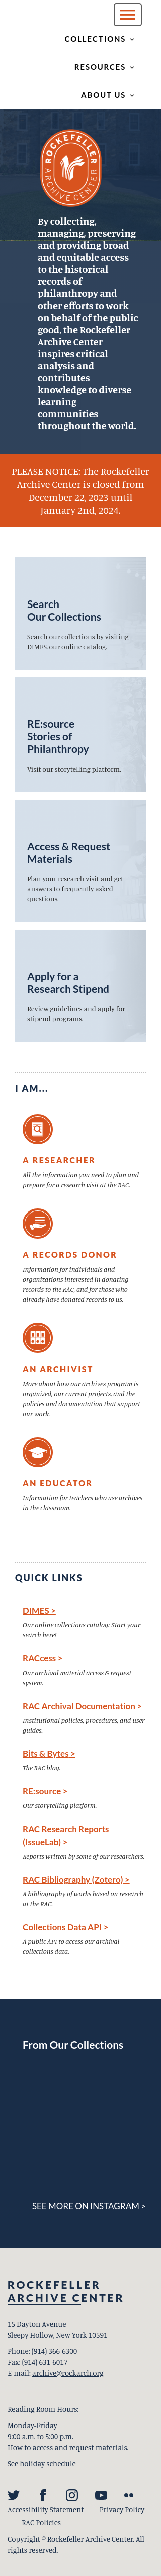 COLLECTIONS
RESOURCES
ABOUT US
ROCKEFELLER
ARCHIVE CENTER
By collecting,
managing, preserving
and providing broad
and equitable access
to the historical
records of
philanthropy and
other efforts to work
on behalf of the public
good, the Rockefeller
Archive Center
inspires critical
analysis and
contributes
knowledge to diverse
learning
communities
throughout the world.
PLEASE NOTICE: The Rockefeller
Archive Center is closed from
December 22, 2023 until
January 2nd, 2024.
Search
Our Collections
Search our collections by visiting
DIMES, our online catalog.
RE:source
Stories of
Philanthropy
Visit our storytelling platform.
Access & Request
Materials
Plan your research visit and get
answers to frequently asked
questions.
Apply for a
Research Stipend
Review guidelines and apply for
stipend programs.
I AM...
A RESEARCHER
All the information you need to plan and
prepare for a research visit at the RAC.
A RECORDS DONOR
Information for individuals and
organizations interested in donating
records to the RAC, and for those who
already have donated records to us.
AN ARCHIVIST
More about how our archives program is
organized, our current projects, and the
policies and documentation that support
our work.
AN EDUCATOR
Information for teachers who use archives
in the classroom.
QUICK LINKS
DIMES >
Our online collections catalog: Start your
search here!
RACcess >
Our archival material access & request
system.
RAC Archival Documentation >
Institutional policies, procedures, and user
guides.
Bits & Bytes >
The RAC blog.
RE:source >
Our storytelling platform.
RAC Research Reports
(IssueLab) >
Reports written by some of our researchers.
RAC Bibliography (Zotero) >
A bibliography of works based on research
at the RAC.
Collections Data API >
A public API to access our archival
collections data.
From Our Collections
SEE MORE ON INSTAGRAM >
ROCKEFELLER
ARCHIVE CENTER
15 Dayton Avenue
Sleepy Hollow, New York 10591
Phone: (914) 366-6300
Fax: (914) 631-6017
E-mail: archive@rockarch.org
Reading Room Hours:
Monday-Friday
9:00 a.m. to 5:00 p.m.
How to access and request materials.
See holiday schedule
Accessibility Statement Privacy Policy
RAC Policies
Copyright © Rockefeller Archive Center. All
rights reserved.